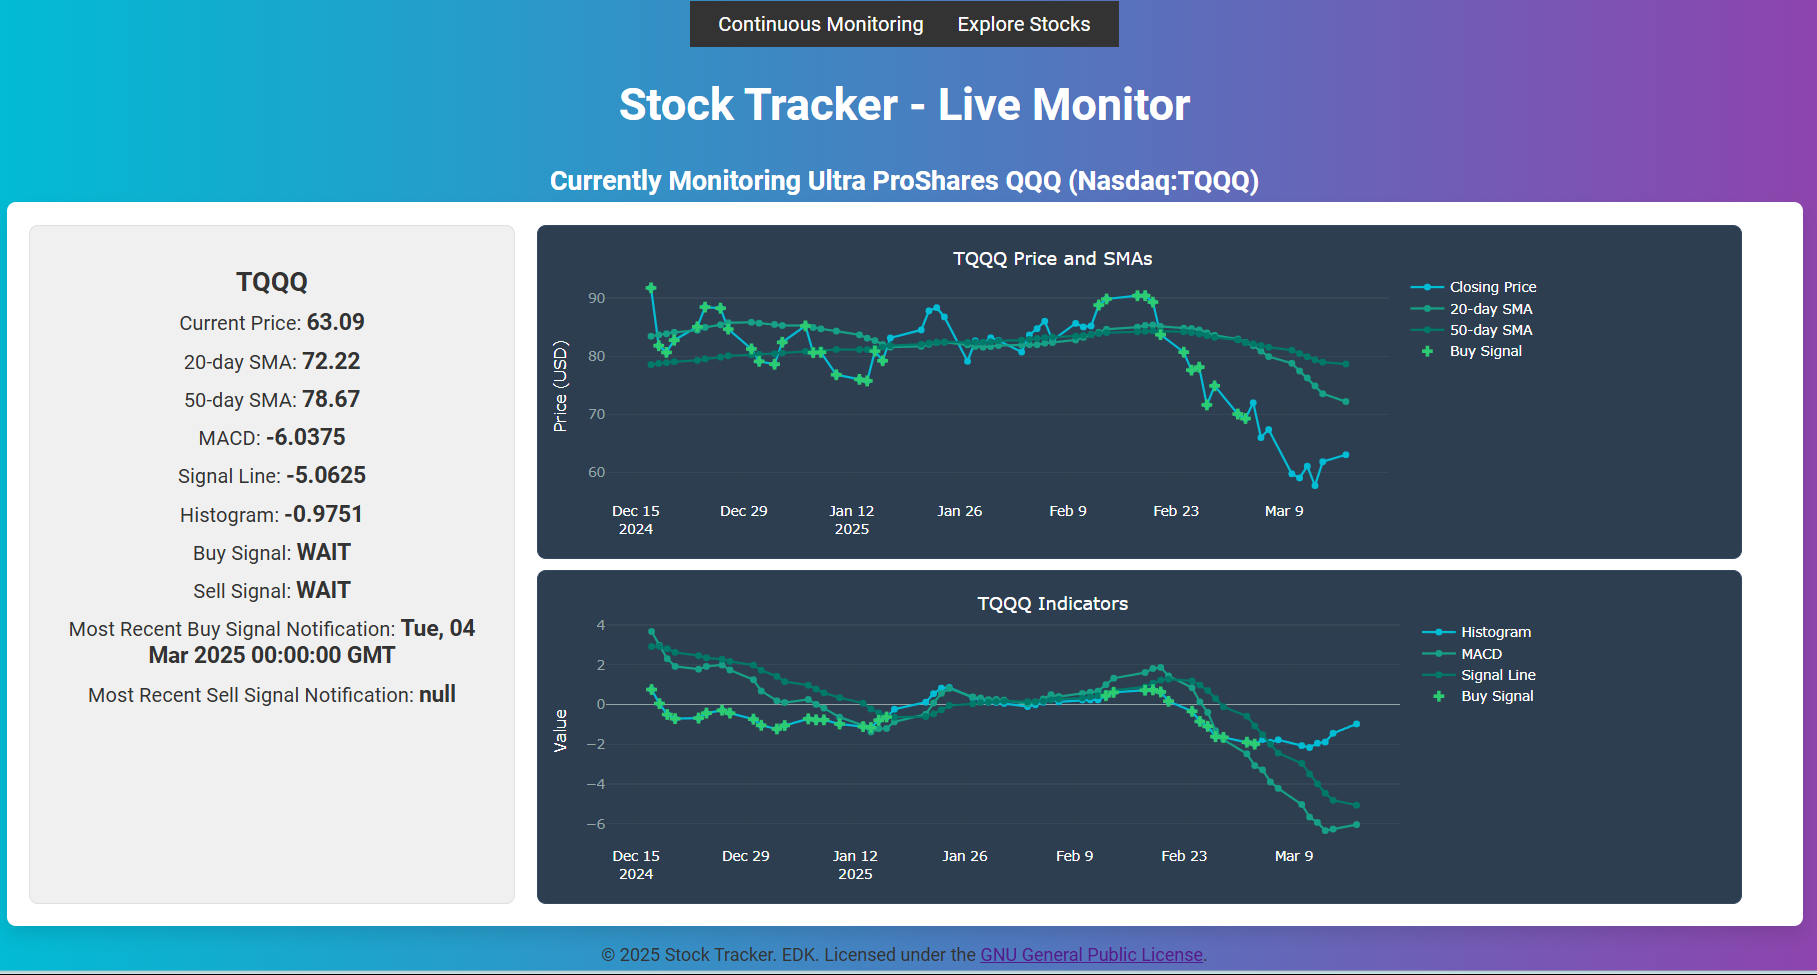 Continuous Monitoring Explore Stocks
Stock Tracker - Live Monitor
Currently Monitoring Ultra ProShares QQQ (Nasdaq:TQQQ)
TQQQ
Current Price: 63.09
20-day SMA: 72.22
50-day SMA: 78.67
MACD: -6.0375
Signal Line: -5.0625
Histogram: -0.9751
Buy Signal: WAIT
Sell Signal: WAIT
Most Recent Buy Signal Notification: Tue, 04
Mar 2025 00:00:00 GMT
Most Recent Sell Signal Notification: null
TQQQ Price and SMAs
Price (USD)
90
80
70
60
Dec 15 Dec 29 Jan 12 Jan 26 Feb 9 Feb 23 Mar 9
2024 2025
Closing Price
20-day SMA
50-day SMA
Buy Signal
TQQQ Indicators
Value
4
2
0
−2
−4
−6
Dec 15 Dec 29 Jan 12 Jan 26 Feb 9 Feb 23 Mar 9
2024 2025
Histogram
MACD
Signal Line
Buy Signal
© 2025 Stock Tracker. EDK. Licensed under the GNU General Public License.